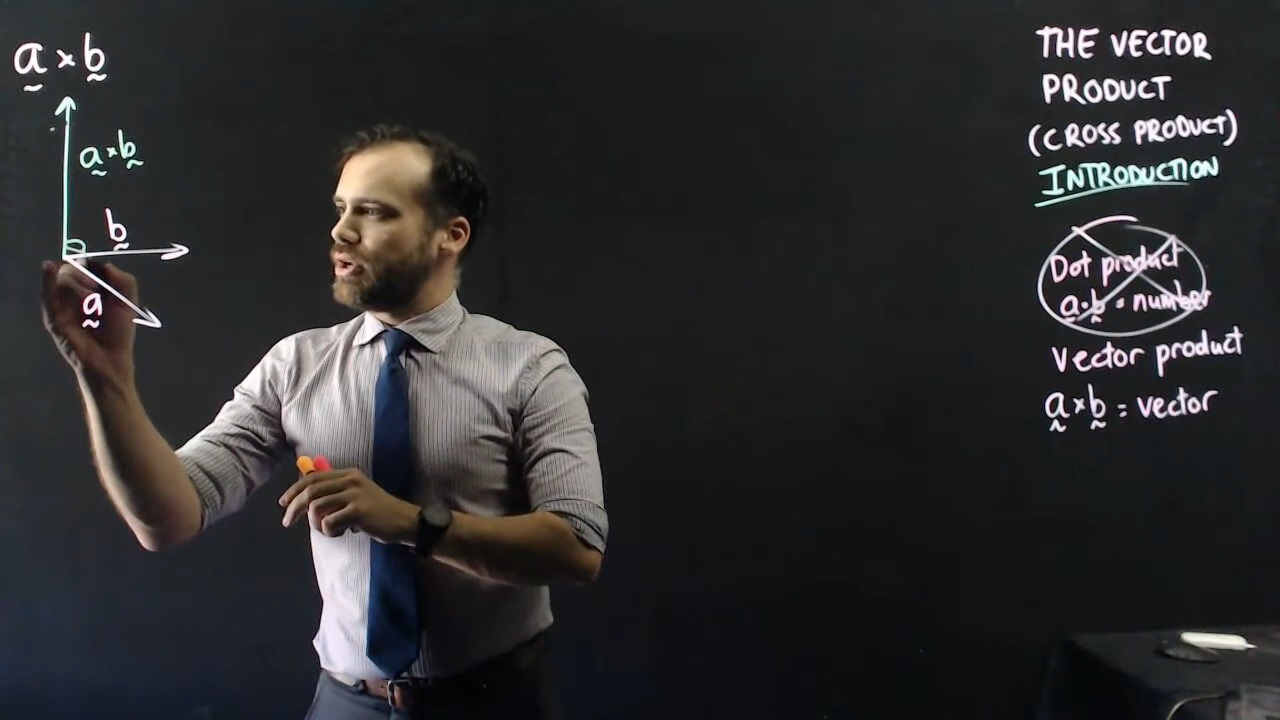 a × b
a × b
b
a
THE VECTOR
PRODUCT
(CROSS PRODUCT)
INTRODUCTION
Dot product
a · b = number
Vector product
a × b = vector